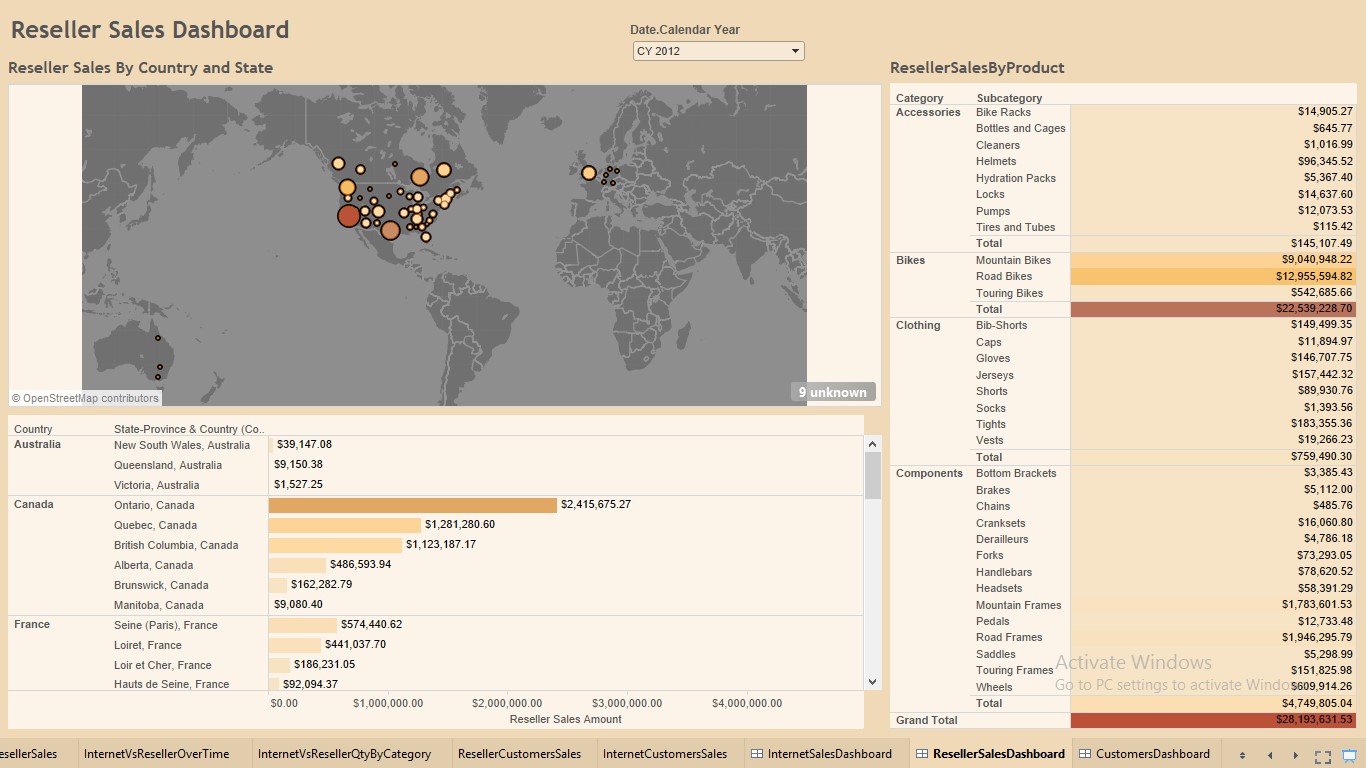 Reseller Sales Dashboard
Date.Calendar Year
CY 2012
Reseller Sales By Country and State
© OpenStreetMap contributors
9 unknown
Country State-Province & Country (Co..
Australia New South Wales, Australia $39,147.08
Queensland, Australia $9,150.38
Victoria, Australia $1,527.25
Canada Ontario, Canada $2,415,675.27
Quebec, Canada $1,281,280.60
British Columbia, Canada $1,123,187.17
Alberta, Canada $486,593.94
Brunswick, Canada $162,282.79
Manitoba, Canada $9,080.40
France Seine (Paris), France $574,440.62
Loiret, France $441,037.70
Loir et Cher, France $186,231.05
Hauts de Seine, France $92,094.37
$0.00 $1,000,000.00 $2,000,000.00 $3,000,000.00 $4,000,000.00
Reseller Sales Amount
ResellerSalesByProduct
Category Subcategory
Accessories Bike Racks $14,905.27
Bottles and Cages $645.77
Cleaners $1,016.99
Helmets $96,345.52
Hydration Packs $5,367.40
Locks $14,637.60
Pumps $12,073.53
Tires and Tubes $115.42
Total $145,107.49
Bikes Mountain Bikes $9,040,948.22
Road Bikes $12,955,594.82
Touring Bikes $542,685.66
Total $22,539,228.70
Clothing Bib-Shorts $149,499.35
Caps $11,894.97
Gloves $146,707.75
Jerseys $157,442.32
Shorts $89,930.76
Socks $1,393.56
Tights $183,355.36
Vests $19,266.23
Total $759,490.30
Components Bottom Brackets $3,385.43
Brakes $5,112.00
Chains $485.76
Cranksets $16,060.80
Derailleurs $4,786.18
Forks $73,293.05
Handlebars $78,620.52
Headsets $58,391.29
Mountain Frames $1,783,601.53
Pedals $12,733.48
Road Frames $1,946,295.79
Saddles $5,298.99
Touring Frames $151,825.98
Wheels $609,914.26
Total $4,749,805.04
Grand Total $28,193,631.53
Activate Windows
Go to PC settings to activate Windows
esellerSales InternetVsResellerOverTime InternetVsResellerQtyByCategory ResellerCustomersSales InternetCustomersSales InternetSalesDashboard ResellerSalesDashboard CustomersDashboard